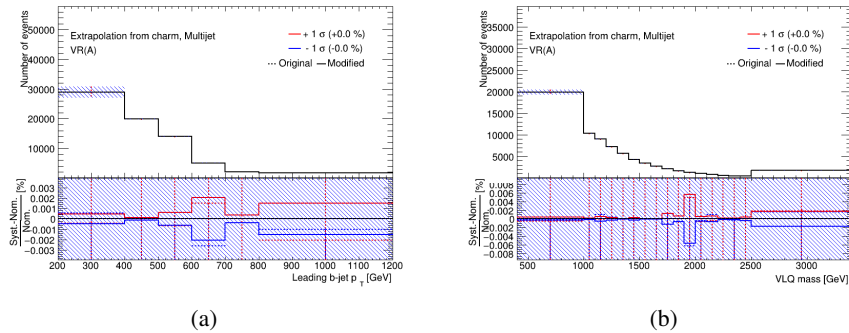 Number of events
50000
40000
30000
20000
10000
Extrapolation from charm, Multijet
VR(A)
+ 1 σ (+0.0 %)
- 1 σ (-0.0 %)
Original
Modified
Syst.-Nom. [%]
Nom.
0.003
0.002
0.001
0
-0.001
-0.002
-0.003
200 300 400 500 600 700 800 900 1000 1100 1200
Leading b-jet p T [GeV]
(a)
Number of events
40000
35000
30000
25000
20000
15000
10000
5000
Extrapolation from charm, Multijet
VR(A)
+ 1 σ (+0.0 %)
- 1 σ (-0.0 %)
Original
Modified
Syst.-Nom. [%]
Nom.
0.008
0.006
0.004
0.002
0
-0.002
-0.004
-0.006
-0.008
500 1000 1500 2000 2500 3000
VLQ mass [GeV]
(b)